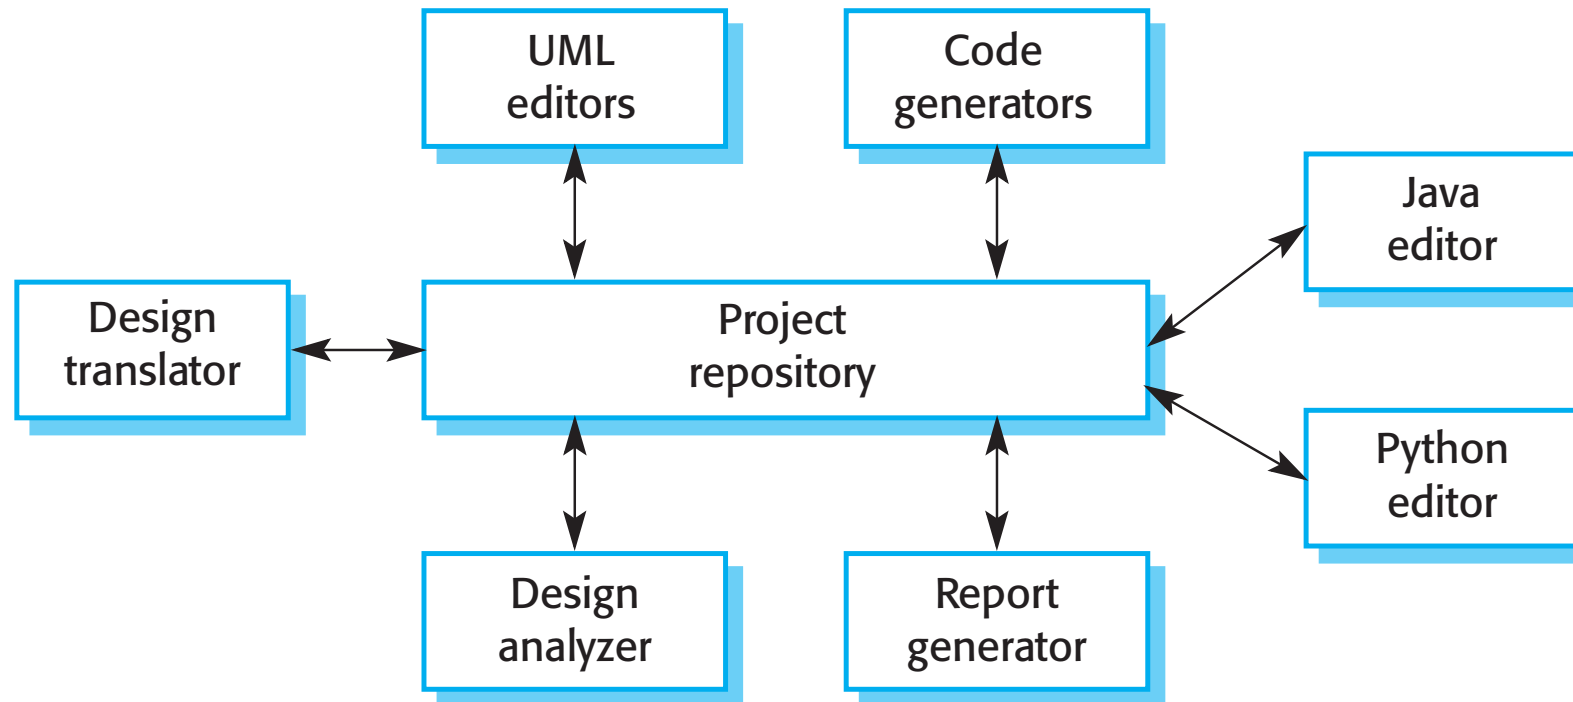 UML
editors
Code
generators
Java
editor
Design
translator
Project
repository
Python
editor
Design
analyzer
Report
generator